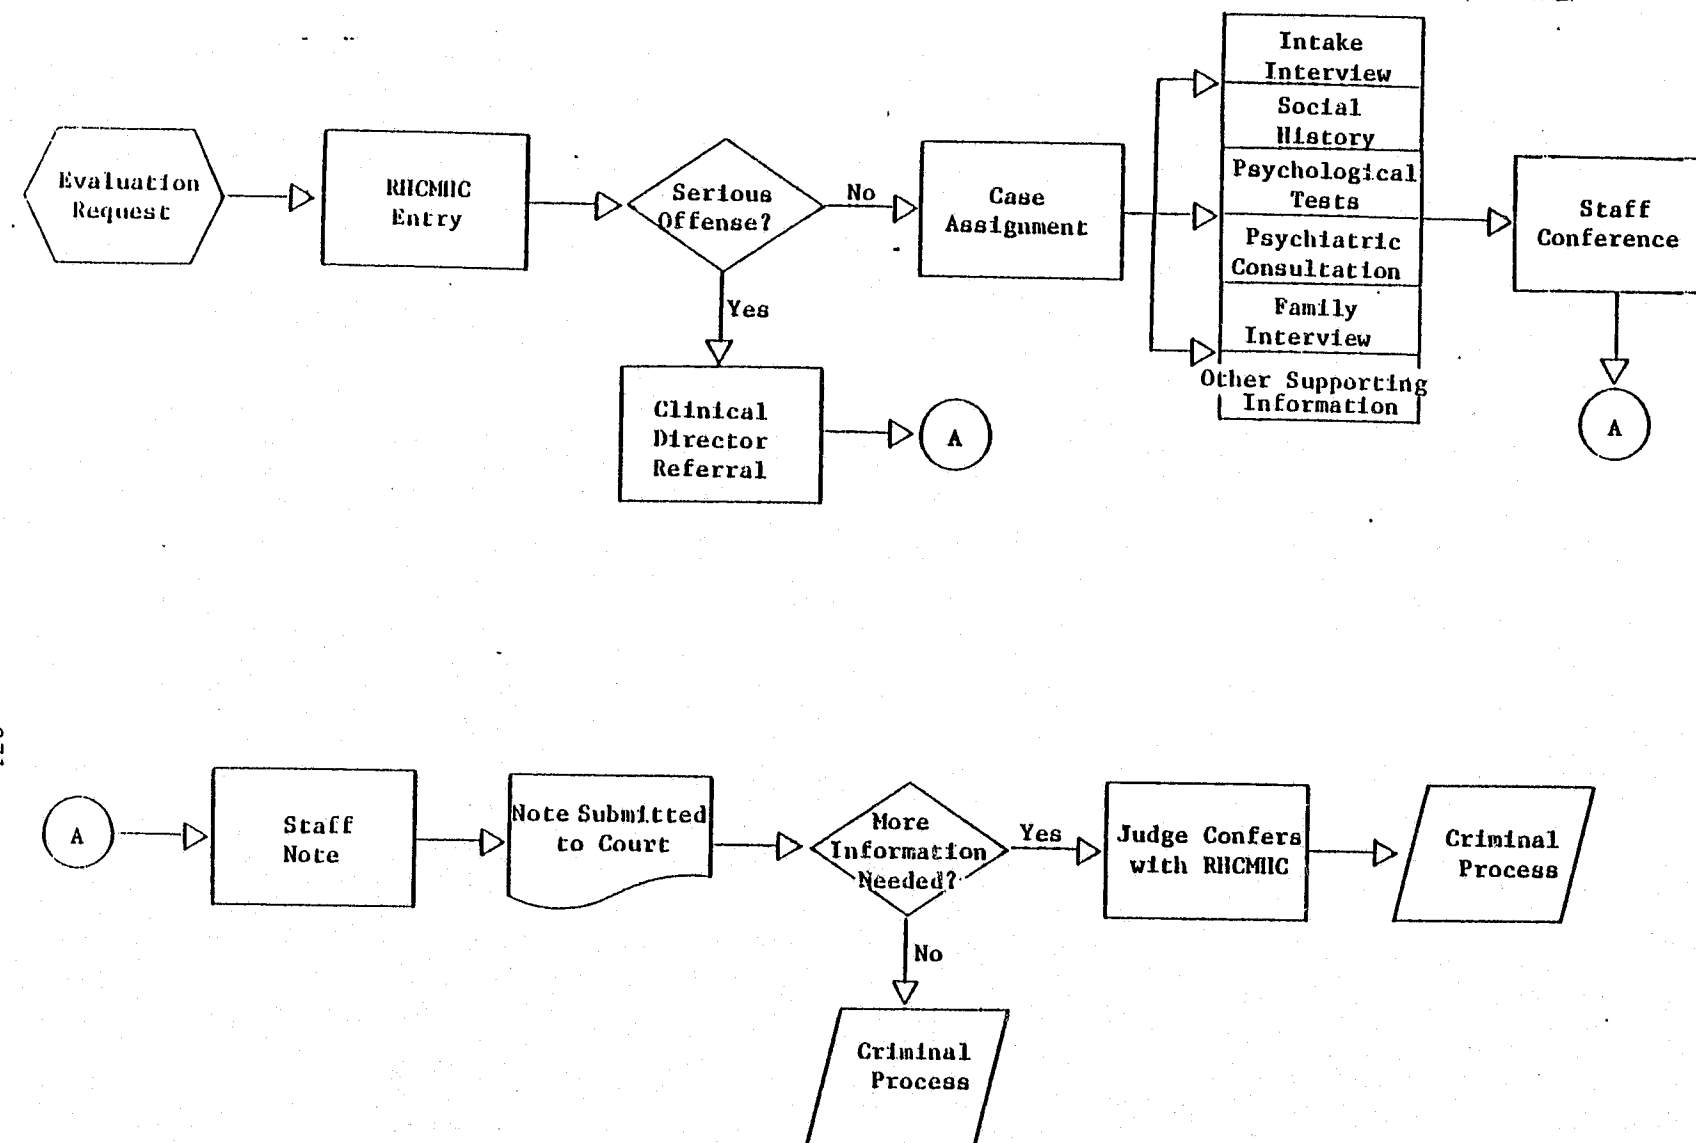 Evaluation
Request
RHCMHC
Entry
Serious
Offense?
No
Yes
Clinical
Director
Referral
A
Case
Assignment
Intake
Interview
Social
History
Psychological
Tests
Psychiatric
Consultation
Family
Interview
Other Supporting
Information
Staff
Conference
A
A
Staff
Note
Note Submitted
to Court
More
Information
Needed?
Yes
No
Judge Confers
with RHCMHC
Criminal
Process
Criminal
Process